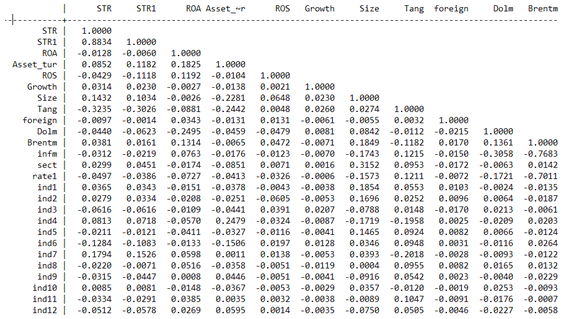 STR STR1 ROA Asset_~r ROS Growth Size Tang foreign Dolm Brentm
STR 1.0000
STR1 0.8834 1.0000
ROA -0.0128 -0.0060 1.0000
Asset_tur 0.0852 0.1182 0.1825 1.0000
ROS -0.0429 -0.1118 0.1192 -0.0104 1.0000
Growth 0.0314 0.0230 -0.0027 -0.0138 0.0021 1.0000
Size 0.1432 0.1034 -0.0026 -0.2281 0.0648 0.0230 1.0000
Tang -0.3235 -0.3026 -0.0881 -0.2442 0.0048 0.0260 0.0274 1.0000
foreign -0.0097 -0.0014 0.0343 -0.0131 0.0131 -0.0061 -0.0055 0.0032 1.0000
Dolm -0.0440 -0.0623 -0.2495 -0.0459 -0.0479 0.0081 0.0842 -0.0112 -0.0215 1.0000
Brentm 0.0381 0.0161 0.1314 -0.0065 0.0472 -0.0071 0.1849 -0.1182 0.0170 0.1361 1.0000
infm -0.0312 -0.0219 0.0763 -0.0176 -0.0123 -0.0070 -0.1743 0.1215 -0.0150 -0.3058 -0.7683
sect 0.0299 0.0451 -0.0174 -0.0851 0.0071 0.0016 0.3152 0.0953 -0.0172 -0.0063 0.0142
rate1 -0.0497 -0.0386 -0.0727 -0.0413 -0.0326 -0.0006 -0.1573 0.1211 -0.0072 -0.1721 -0.7011
ind1 0.0365 0.0343 -0.0151 -0.0378 -0.0043 -0.0038 0.1854 0.0553 0.0103 -0.0024 -0.0135
ind2 0.0279 0.0334 -0.0208 -0.0251 -0.0605 -0.0053 0.1696 0.0252 0.0096 0.0064 -0.0187
ind3 -0.0616 -0.0616 -0.0109 -0.0441 0.0391 0.0207 -0.0788 0.0148 -0.0170 0.0213 -0.0061
ind4 0.0813 0.0718 -0.0570 0.2479 -0.0324 -0.0087 -0.1719 -0.1958 0.0025 -0.0209 0.0203
ind5 -0.0211 -0.0121 -0.0411 -0.0327 -0.0116 -0.0041 0.1465 0.0924 0.0082 0.0066 -0.0124
ind6 -0.1284 -0.1083 -0.0133 -0.1506 0.0197 0.0128 0.0346 0.0948 0.0031 -0.0116 0.0264
ind7 0.1794 0.1526 0.0598 0.0011 0.0138 -0.0053 0.0393 -0.2018 -0.0028 -0.0093 -0.0122
ind8 -0.0220 -0.0071 0.0516 -0.0358 -0.0051 -0.0119 0.0004 0.0955 0.0082 0.0165 0.0132
ind9 -0.0315 -0.0447 0.0008 0.0446 -0.0051 -0.0041 -0.0916 0.0542 0.0023 -0.0040 -0.0229
ind10 0.0085 0.0081 -0.0148 -0.0367 -0.0053 -0.0029 0.0357 -0.0120 -0.0019 0.0253 -0.0093
ind11 -0.0334 -0.0291 0.0385 0.0035 0.0032 -0.0038 -0.0089 0.1047 -0.0091 -0.0176 -0.0007
ind12 -0.0512 -0.0578 0.0269 0.0595 0.0014 -0.0035 -0.0750 0.0505 -0.0046 -0.0227 -0.0058